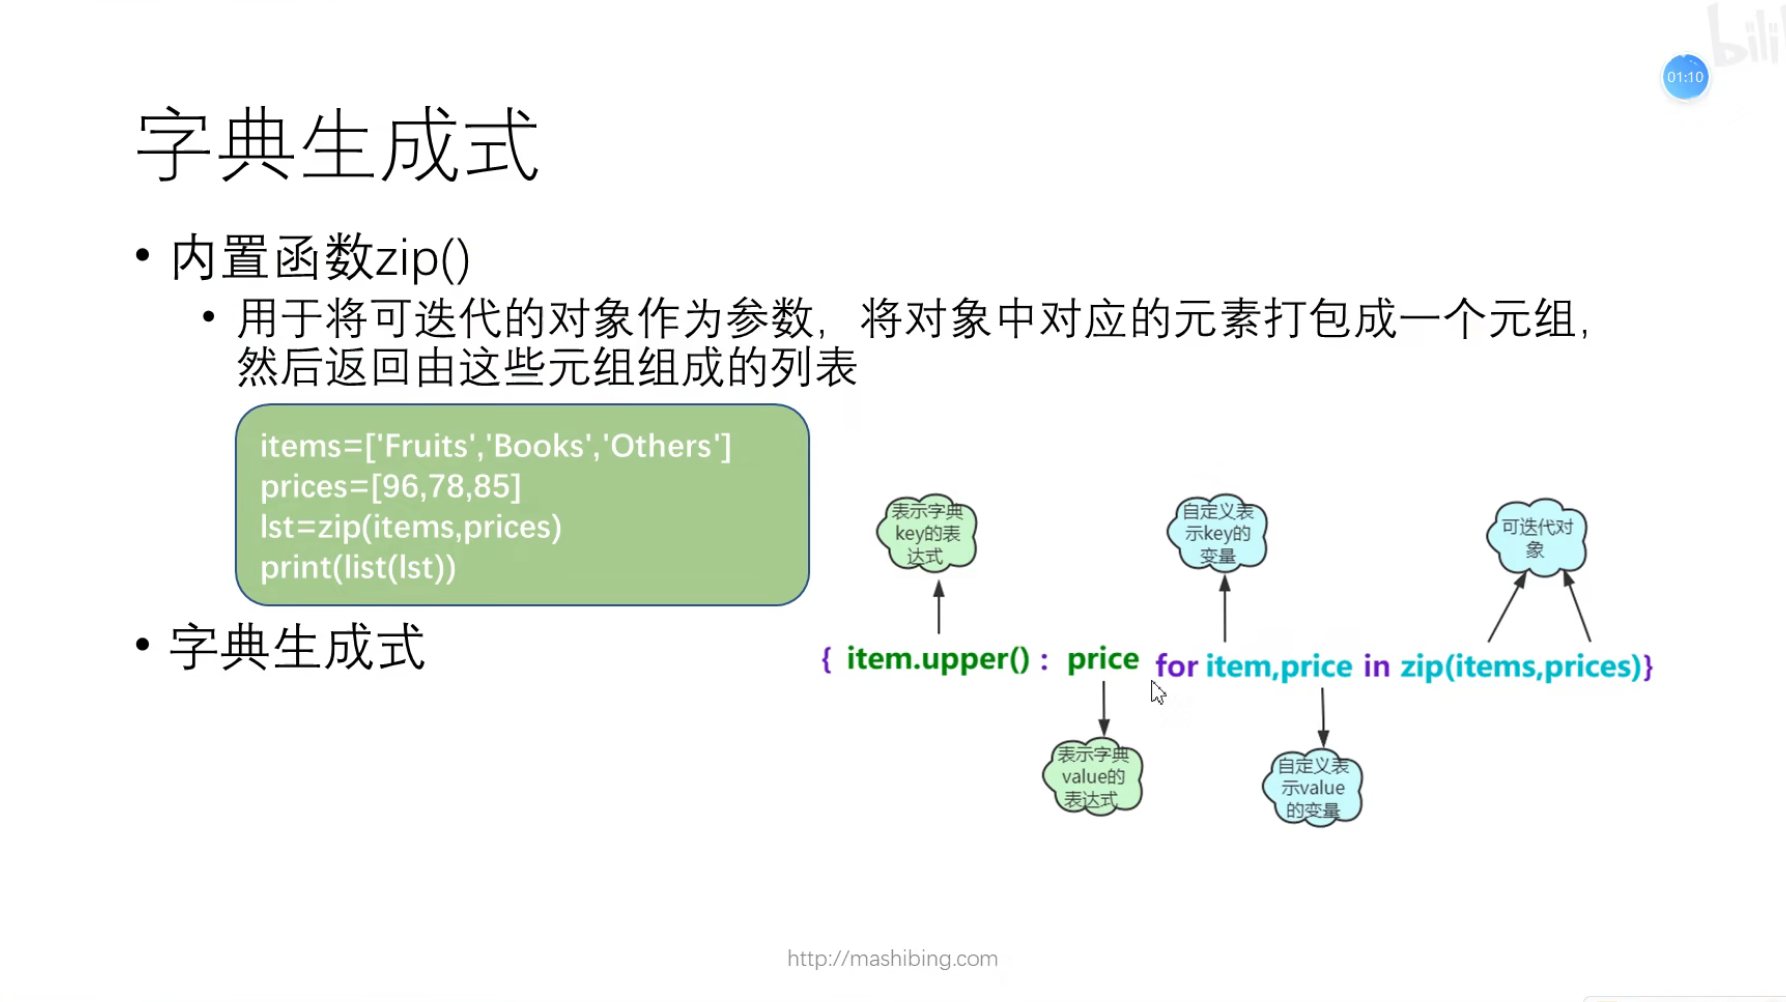 bili
01:10
字典生成式
• 内置函数zip()
• 用于将可迭代的对象作为参数，将对象中对应的元素打包成一个元组，
然后返回由这些元组组成的列表
items=['Fruits','Books','Others']
prices=[96,78,85]
lst=zip(items,prices)
print(list(lst))
表示字典
key的表
达式
自定义表
示key的
变量
可迭代对
象
• 字典生成式
{ item.upper() : price for item,price in zip(items,prices)}
表示字典
value的
表达式
自定义表
示value
的变量
http://mashibing.com